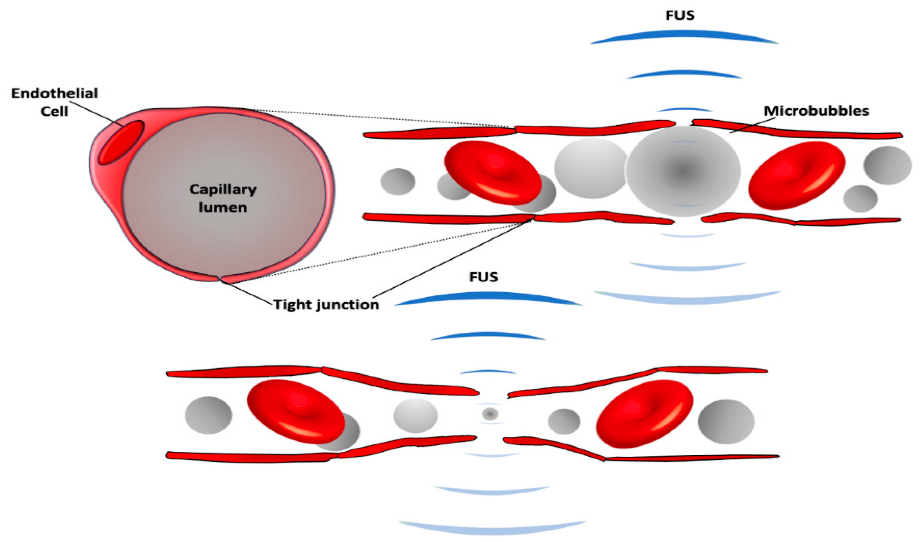 FUS
Endothelial
Cell
Microbubbles
Capillary
lumen
Tight junction
FUS